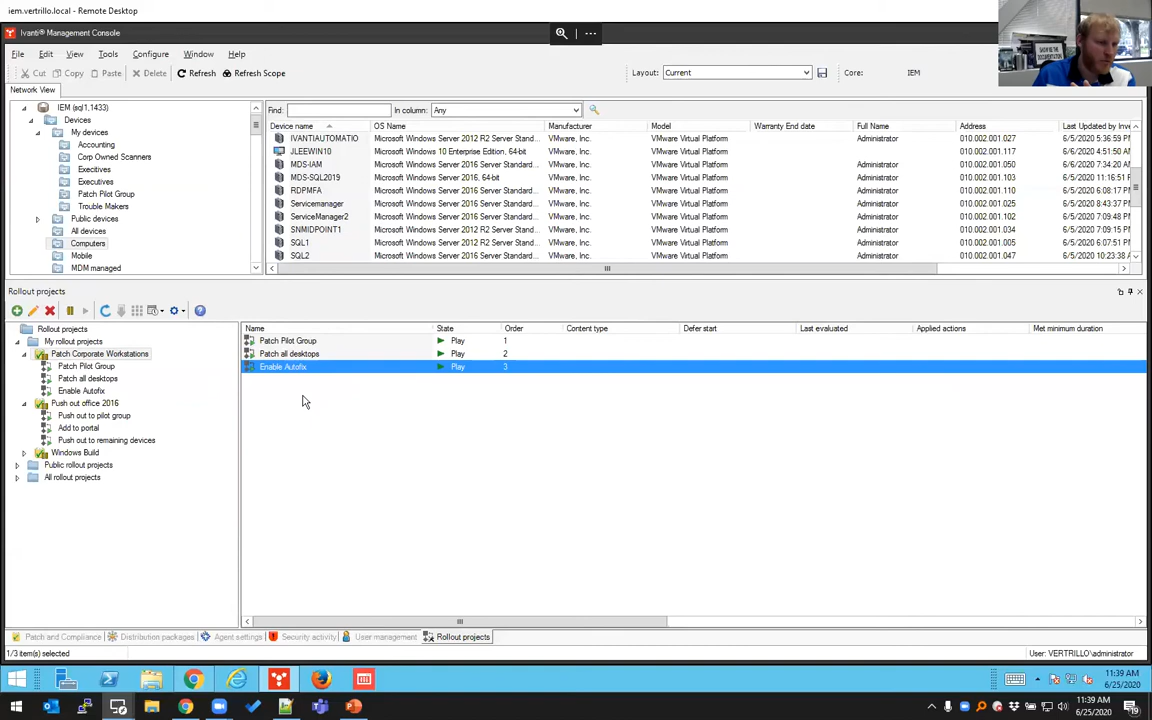 iem.vertrillo.local - Remote Desktop
Ivanti® Management Console
File Edit View Tools Configure Window Help
Cut Copy Paste Delete Refresh Refresh Scope Layout: Current Core: IEM
Network View
IEM (sql1,1433)
Devices
My devices
Accounting
Corp Owned Scanners
Exectives
Executives
Patch Pilot Group
Trouble Makers
Public devices
All devices
Computers
Mobile
MDM managed
Find: In column: Any
Device name OS Name Manufacturer Model Warranty End date Full Name Address Last Updated by Inve
IVANTIAUTOMATIO Microsoft Windows Server 2012 R2 Server Stand... VMware, Inc. VMware Virtual Platform Administrator 010.002.001.027 6/5/2020 5:36:59 PM
JLEEWIN10 Microsoft Windows 10 Enterprise Edition, 64-bit VMware, Inc. VMware Virtual Platform 010.002.001.117 6/6/2020 4:51:50 AM
MDS-IAM Microsoft Windows Server 2016 Server Standard... VMware, Inc. VMware Virtual Platform Administrator 010.002.001.050 6/6/2020 7:34:20 AM
MDS-SQL2019 Microsoft Windows Server 2016, 64-bit VMware, Inc. VMware Virtual Platform Administrator 010.002.001.103 6/5/2020 11:16:51
RDPMFA Microsoft Windows Server 2016 Server Standard... VMware, Inc. VMware Virtual Platform Administrator 010.002.001.110 6/5/2020 6:08:17 PM
Servicemanager Microsoft Windows Server 2016 Server Standard... VMware, Inc. VMware Virtual Platform Administrator 010.002.001.025 6/5/2020 8:43:37
ServiceManager2 Microsoft Windows Server 2016 Server Standard... VMware, Inc. VMware Virtual Platform Administrator 010.002.001.102 6/5/2020 7:09:48
SNMIDPOINT1 Microsoft Windows Server 2012 R2 Server Stand... VMware, Inc. VMware Virtual Platform Administrator 010.002.001.034 6/5/2020 7:09:15 PM
SQL1 Microsoft Windows Server 2012 R2 Server Stand... VMware, Inc. VMware Virtual Platform Administrator 010.002.001.005 6/5/2020 6:07:51
SQL2 Microsoft Windows Server 2016 Server Standard... VMware, Inc. VMware Virtual Platform Administrator 010.002.001.047 6/5/2020 10:23:38
Rollout projects
Rollout projects
My rollout projects
Patch Corporate Workstations
Patch Pilot Group
Patch all desktops
Enable Autofix
Push out office 2016
Push out to pilot group
Add to portal
Push out to remaining devices
Windows Build
Public rollout projects
All rollout projects
Name State Order Content type Defer start Last evaluated Applied actions Met minimum duration
Patch Pilot Group Play 1
Patch all desktops Play 2
Enable Autofix Play 3
Patch and Compliance Distribution packages Agent settings Security activity User management Rollout projects
1/3 item(s) selected User: VERTRILLO\administrator
11:39 AM
6/25/2020
11:39 AM
6/25/2020
19